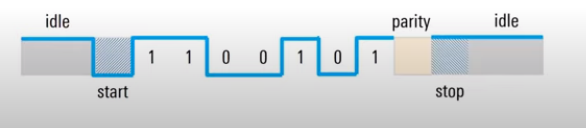 idle parity idle
1 1 0 0 1 0 1
start stop